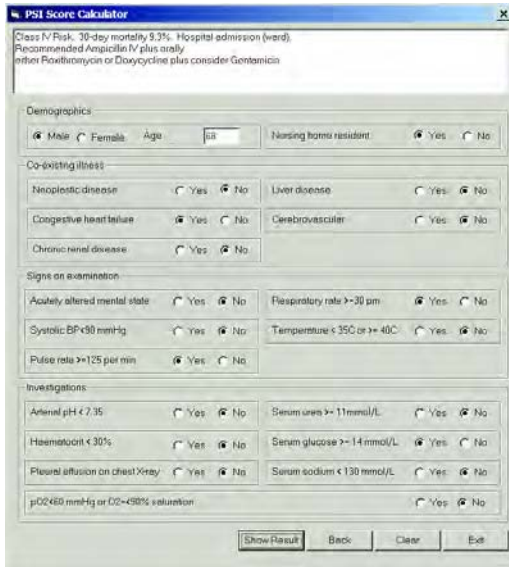 PSI Score Calculator
Class IV Risk. 30-day mortality 9.3%. Hospital admission (ward).
Recommended Ampicillin IV plus orally
either Roxithromycin or Doxycycline plus consider Gentamicin
Demographics
Male Female Age 68 Nursing home resident Yes No
Co-existing illness
Neoplastic disease Yes No Liver disease Yes No
Congestive heart failure Yes No Cerebrovascular Yes No
Chronic renal disease Yes No
Signs on examination
Acutely altered mental state Yes No Respiratory rate >=30 pm Yes No
Systolic BP<90 mmHg Yes No Temperature < 35C or >= 40C Yes No
Pulse rate >=125 per min Yes No
Investigations
Arterial pH < 7.35 Yes No Serum urea >= 11mmol/L Yes No
Haematocrit < 30% Yes No Serum glucose >= 14 mmol/L Yes No
Pleural effusion on chest X-ray Yes No Serum sodium < 130 mmol/L Yes No
pO2<60 mmHg or O2=<90% saturation Yes No
Show Result Back Clear Exit